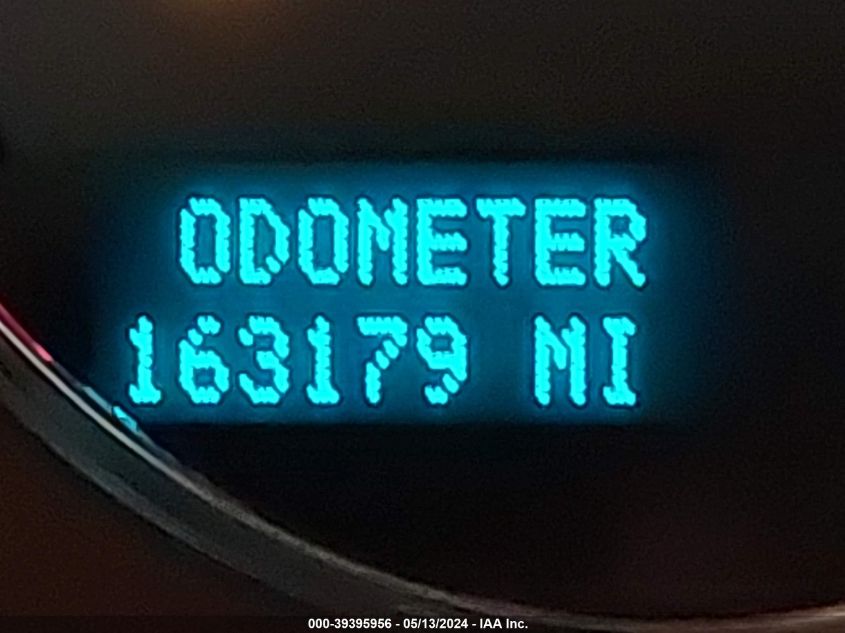 ODOMETER
163179 MI
000-39395956 - 05/13/2024 - IAA Inc.